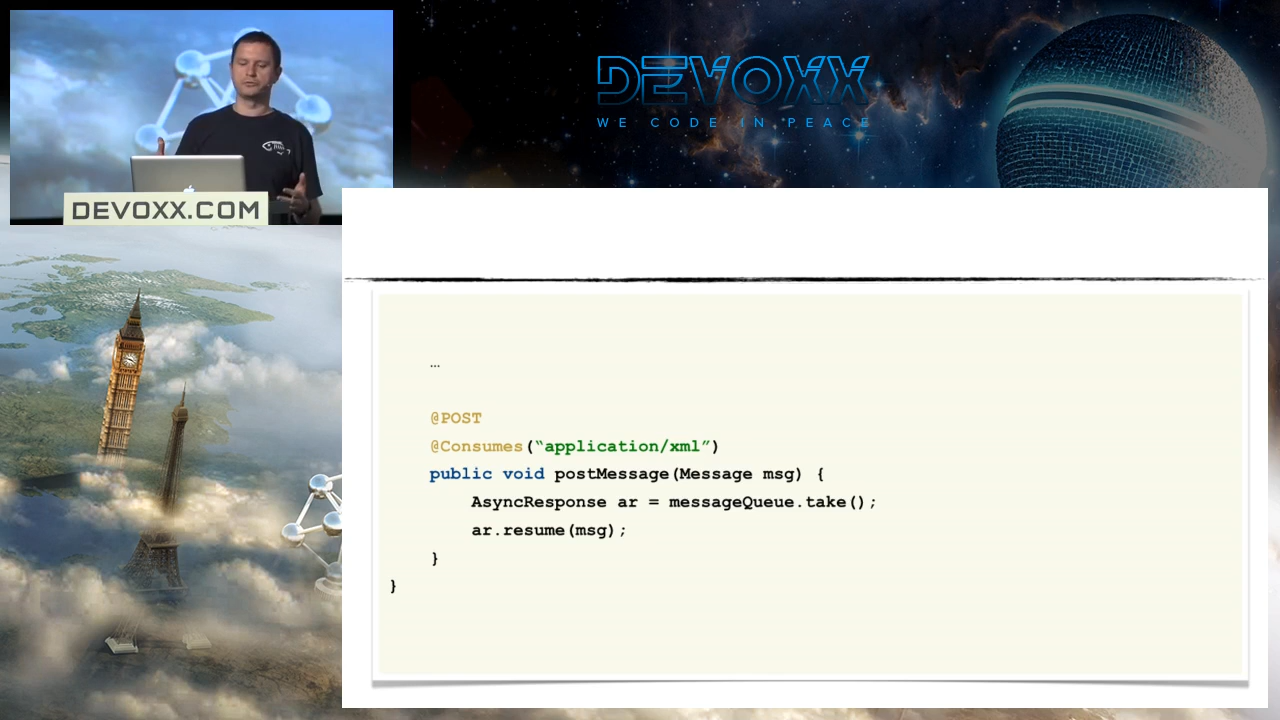 DEVOXX
WE CODE IN PEACE
DEVOXX.COM
...
@POST
@Consumes(“application/xml”)
public void postMessage(Message msg) {
AsyncResponse ar = messageQueue.take();
ar.resume(msg);
}
}